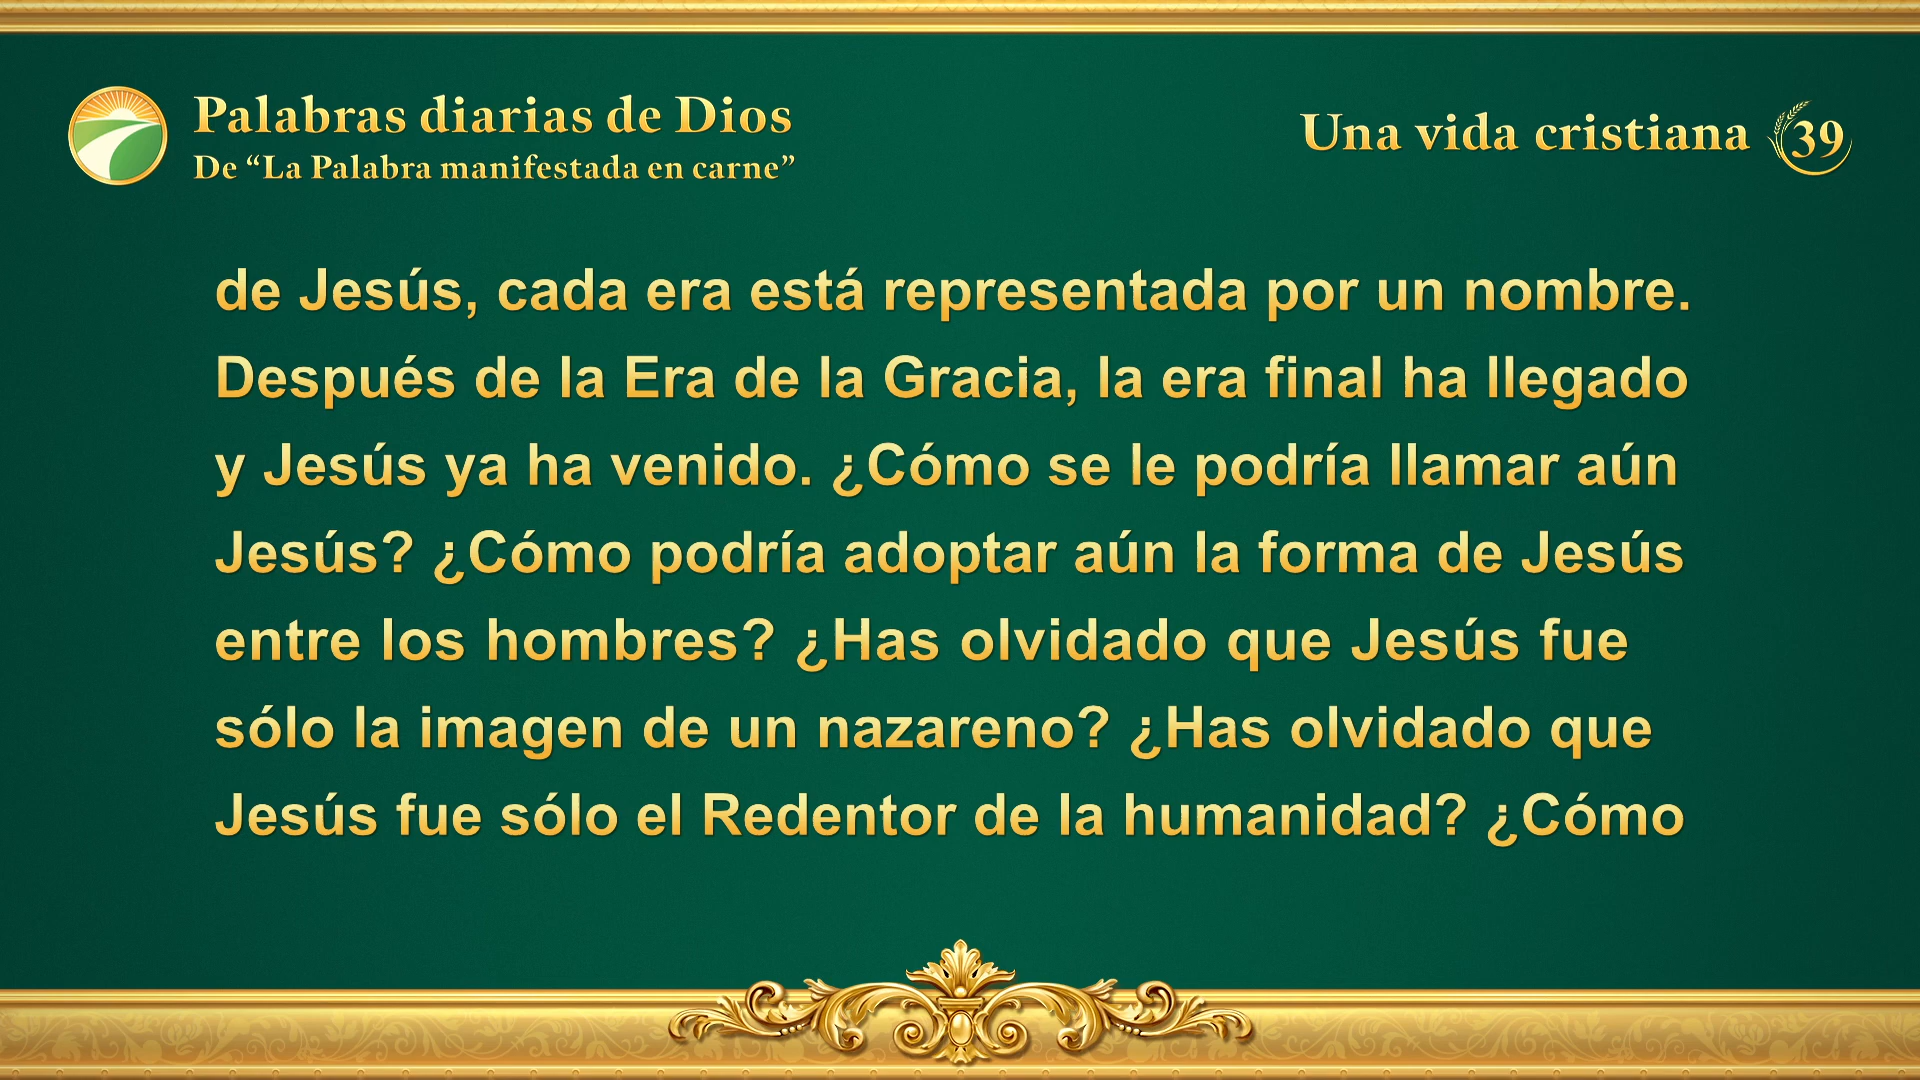 Palabras diarias de Dios
De “La Palabra manifestada en carne”
Una vida cristiana 39
de Jesús, cada era está representada por un nombre.
Después de la Era de la Gracia, la era final ha llegado
y Jesús ya ha venido. ¿Cómo se le podría llamar aún
Jesús? ¿Cómo podría adoptar aún la forma de Jesús
entre los hombres? ¿Has olvidado que Jesús fue
sólo la imagen de un nazareno? ¿Has olvidado que
Jesús fue sólo el Redentor de la humanidad? ¿Cómo